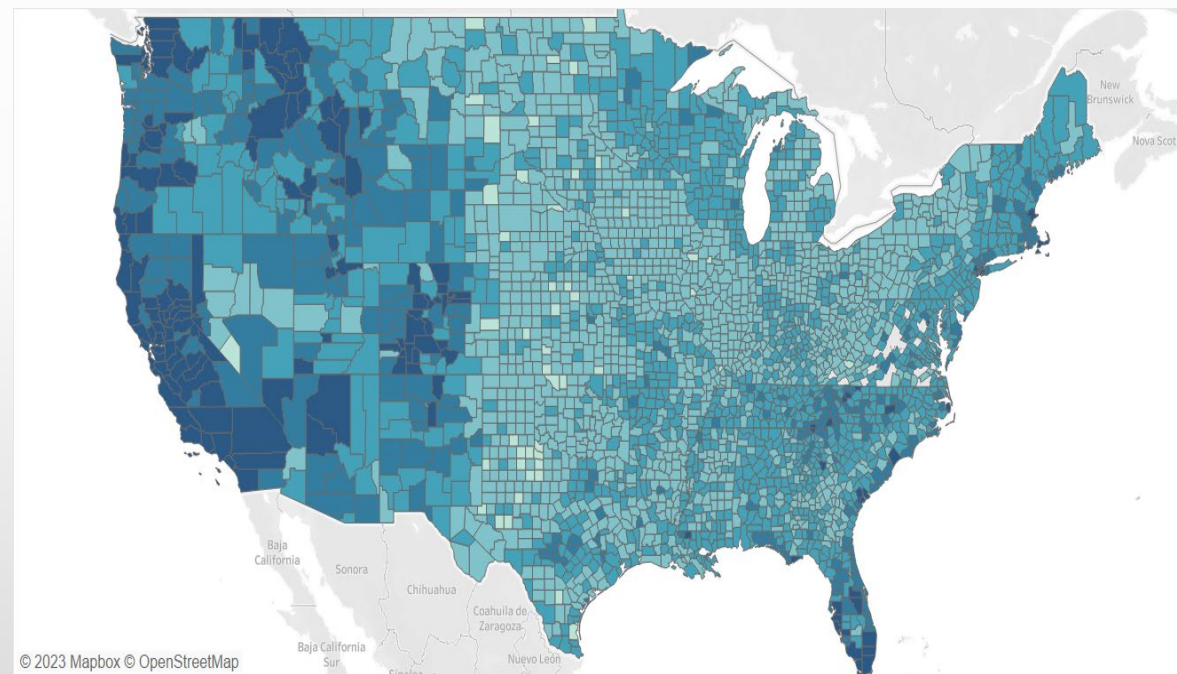 New
Brunswick
Nova Scot
Baja
California
Sonora
Chihuahua
Coahuila de
Zaragoza
Baja California
Sur
Nuevo León
Sinaloa
© 2023 Mapbox © OpenStreetMap